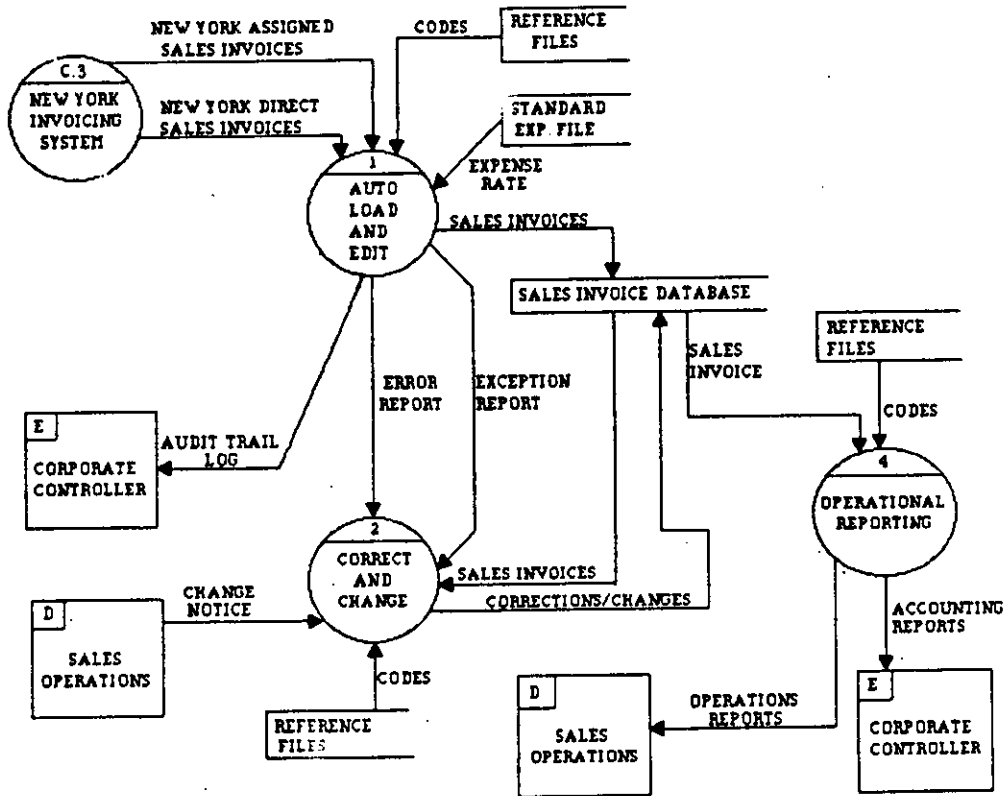 NEW YORK ASSIGNED
SALES INVOICES
CODES
REFERENCE
FILES
C.3
NEW YORK
INVOICING
SYSTEM
NEW YORK DIRECT
SALES INVOICES
STANDARD
EXP. FILE
EXPENSE
RATE
1
AUTO
LOAD
AND
EDIT
SALES INVOICES
SALES INVOICE DATABASE
REFERENCE
FILES
SALES
INVOICE
ERROR
REPORT
EXCEPTION
REPORT
CODES
E
CORPORATE
CONTROLLER
AUDIT TRAIL
LOG
4
OPERATIONAL
REPORTING
2
CORRECT
AND
CHANGE
SALES INVOICES
CORRECTIONS/CHANGES
CHANGE
NOTICE
D
SALES
OPERATIONS
ACCOUNTING
REPORTS
CODES
REFERENCE
FILES
D
SALES
OPERATIONS
OPERATIONS
REPORTS
E
CORPORATE
CONTROLLER